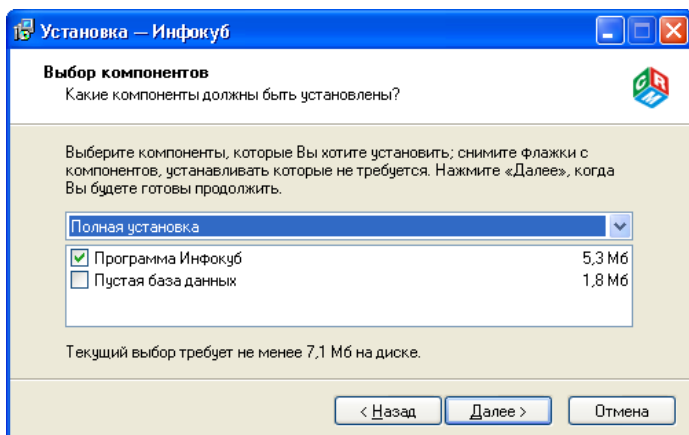 Установка — Инфокуб
Выбор компонентов
Какие компоненты должны быть установлены?
CRM
Выберите компоненты, которые Вы хотите установить; снимите флажки с
компонентов, устанавливать которые не требуется. Нажмите «Далее», когда
Вы будете готовы продолжить.
Полная установка
Программа Инфокуб 5,3 Мб
Пустая база данных 1,8 Мб
Текущий выбор требует не менее 7,1 Мб на диске.
< Назад Далее > Отмена